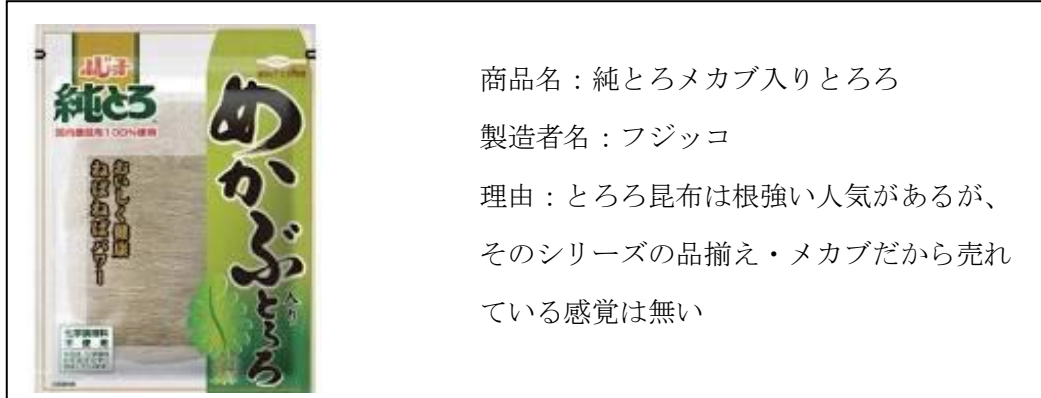 ふじっ子
純とろ
国内産昆布100%使用
おいしく健康
ねばねばパワー
めかぶ
入り
とろろ
化学調味料
不使用
商品名：純とろメカブ入りとろろ
製造者名：フジッコ
理由：とろろ昆布は根強い人気があるが、
そのシリーズの品揃え・メカブだから売れ
ている感覚は無い